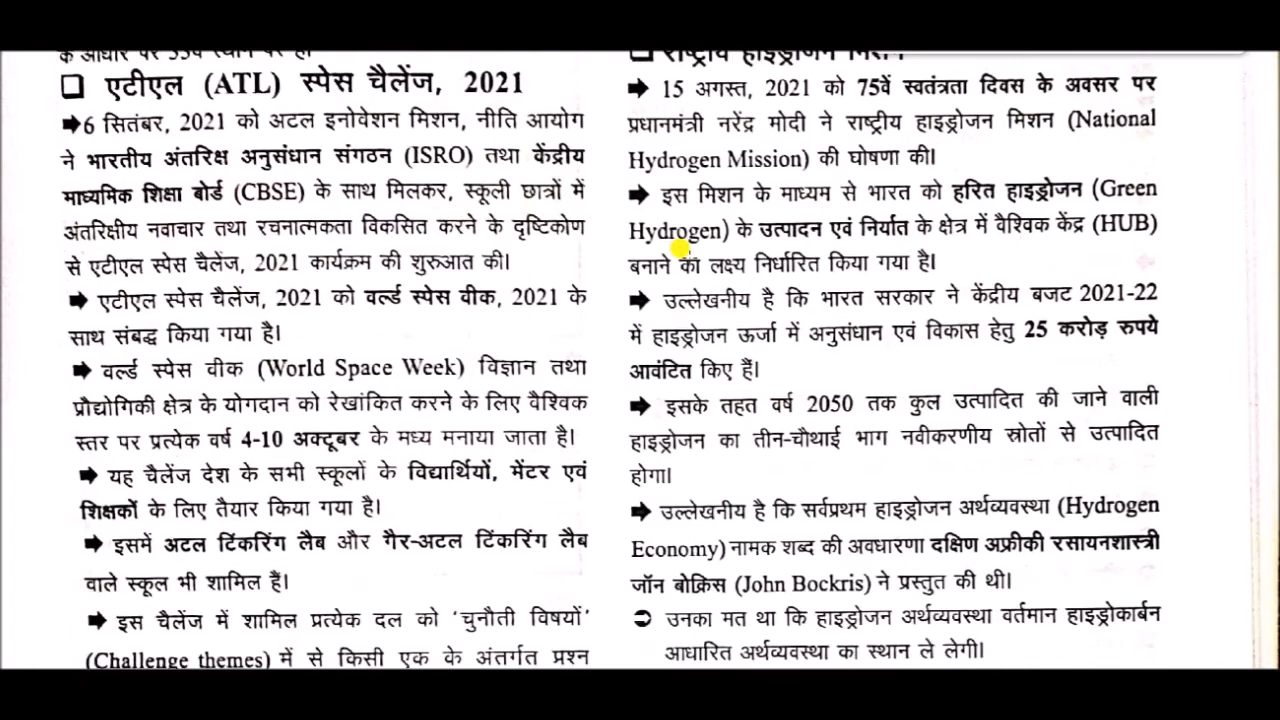 के आधार पर 55वें स्थान पर है।
❑ एटीएल (ATL) स्पेस चैलेंज, 2021
➡6 सितंबर, 2021 को अटल इनोवेशन मिशन, नीति आयोग
ने भारतीय अंतरिक्ष अनुसंधान संगठन (ISRO) तथा केंद्रीय
माध्यमिक शिक्षा बोर्ड (CBSE) के साथ मिलकर, स्कूली छात्रों में
अंतरिक्षीय नवाचार तथा रचनात्मकता विकसित करने के दृष्टिकोण
से एटीएल स्पेस चैलेंज, 2021 कार्यक्रम की शुरुआत की।
➡ एटीएल स्पेस चैलेंज, 2021 को वर्ल्ड स्पेस वीक, 2021 के
साथ संबद्ध किया गया है।
➡ वर्ल्ड स्पेस वीक (World Space Week) विज्ञान तथा
प्रौद्योगिकी क्षेत्र के योगदान को रेखांकित करने के लिए वैश्विक
स्तर पर प्रत्येक वर्ष 4-10 अक्टूबर के मध्य मनाया जाता है।
➡ यह चैलेंज देश के सभी स्कूलों के विद्यार्थियों, मेंटर एवं
शिक्षकों के लिए तैयार किया गया है।
➡ इसमें अटल टिंकरिंग लैब और गैर-अटल टिंकरिंग लैब
वाले स्कूल भी शामिल हैं।
➡ इस चैलेंज में शामिल प्रत्येक दल को 'चुनौती विषयों'
(Challenge themes) में से किसी एक के अंतर्गत प्रश्न
❑ राष्ट्रीय हाइड्रोजन मिशन
➡ 15 अगस्त, 2021 को 75वें स्वतंत्रता दिवस के अवसर पर
प्रधानमंत्री नरेंद्र मोदी ने राष्ट्रीय हाइड्रोजन मिशन (National
Hydrogen Mission) की घोषणा की।
➡ इस मिशन के माध्यम से भारत को हरित हाइड्रोजन (Green
Hydrogen) के उत्पादन एवं निर्यात के क्षेत्र में वैश्विक केंद्र (HUB)
बनाने का लक्ष्य निर्धारित किया गया है।
➡ उल्लेखनीय है कि भारत सरकार ने केंद्रीय बजट 2021-22
में हाइड्रोजन ऊर्जा में अनुसंधान एवं विकास हेतु 25 करोड़ रुपये
आवंटित किए हैं।
➡ इसके तहत वर्ष 2050 तक कुल उत्पादित की जाने वाली
हाइड्रोजन का तीन-चौथाई भाग नवीकरणीय स्रोतों से उत्पादित
होगा।
➡ उल्लेखनीय है कि सर्वप्रथम हाइड्रोजन अर्थव्यवस्था (Hydrogen
Economy) नामक शब्द की अवधारणा दक्षिण अफ्रीकी रसायनशास्त्री
जॉन बोक्रिस (John Bockris) ने प्रस्तुत की थी।
➲ उनका मत था कि हाइड्रोजन अर्थव्यवस्था वर्तमान हाइड्रोकार्बन
आधारित अर्थव्यवस्था का स्थान ले लेगी।